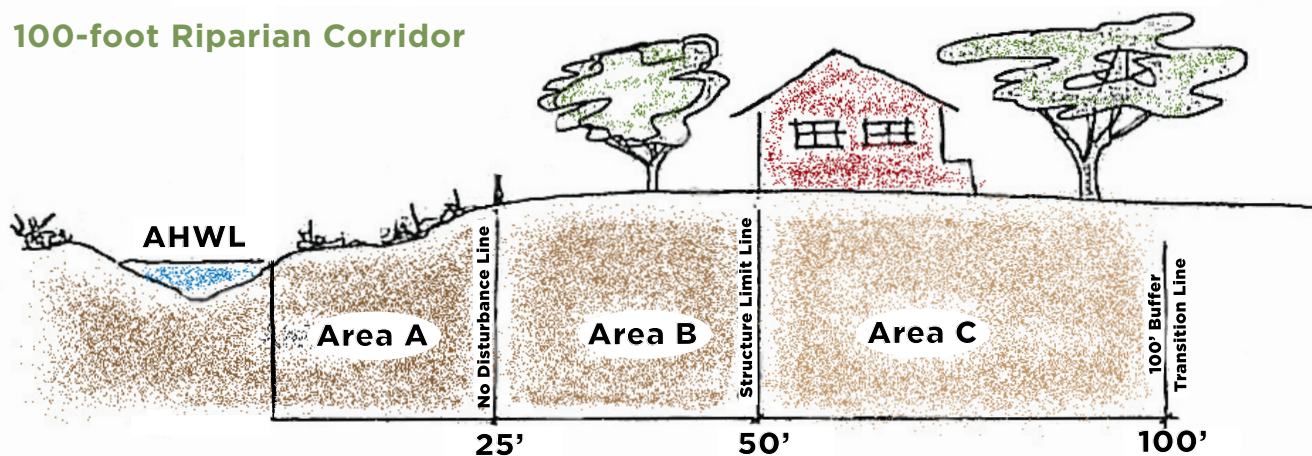 100-foot Riparian Corridor
AHWL
Area A
No Disturbance Line
Area B
Structure Limit Line
Area C
100' Buffer
Transition Line
25'
50'
100'